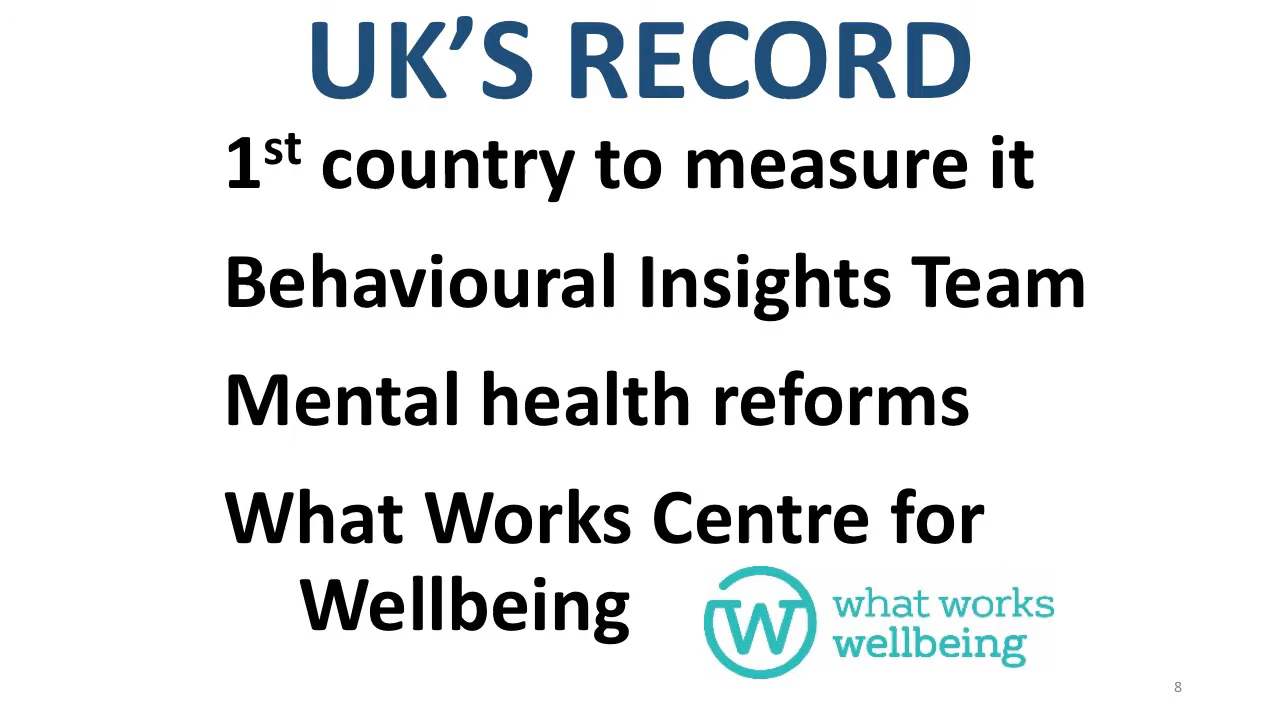 UK’S RECORD
1st country to measure it
Behavioural Insights Team
Mental health reforms
What Works Centre for
Wellbeing
what works
wellbeing
8